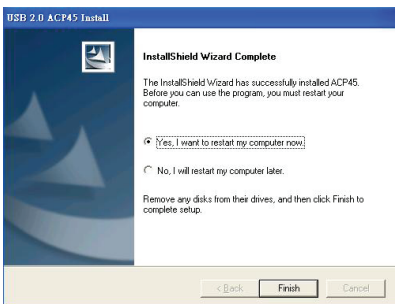 USB 2.0 ACP45 Install
InstallShield Wizard Complete
The InstallShield Wizard has successfully installed ACP45.
Before you can use the program, you must restart your
computer.
Yes, I want to restart my computer now.
No, I will restart my computer later.
Remove any disks from their drives, and then click Finish to
complete setup.
< Back Finish Cancel